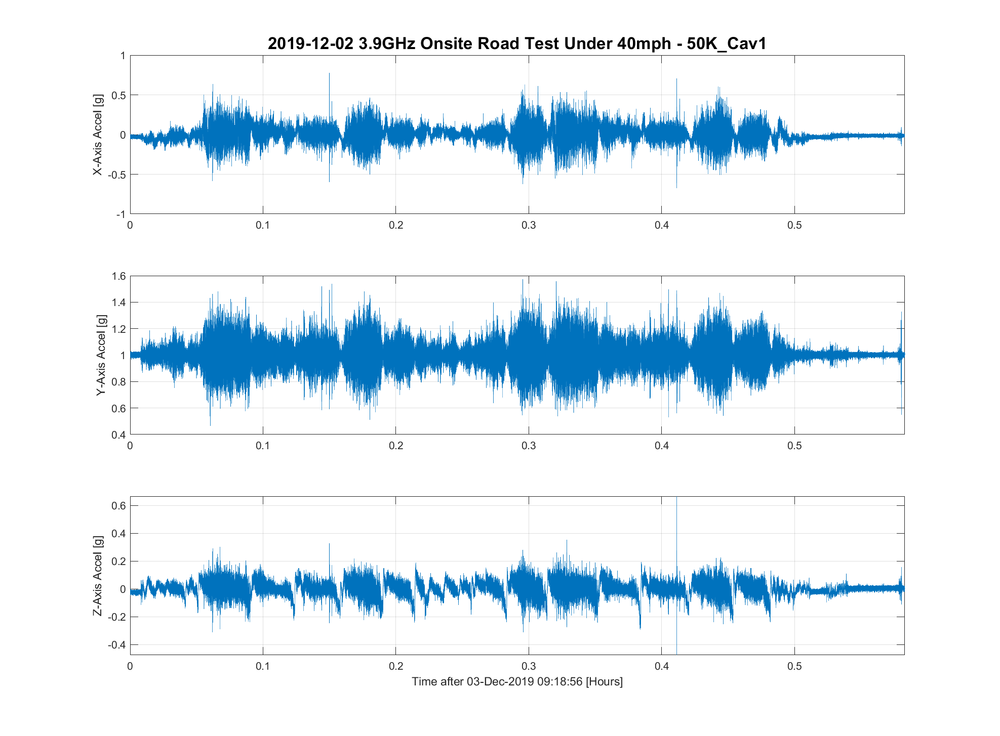 2019-12-02 3.9GHz Onsite Road Test Under 40mph - 50K_Cav1
1
0.5
0
-0.5
-1
X-Axis Accel [g]
0 0.1 0.2 0.3 0.4 0.5
1.6
1.4
1.2
1
0.8
0.6
0.4
Y-Axis Accel [g]
0 0.1 0.2 0.3 0.4 0.5
0.6
0.4
0.2
0
-0.2
-0.4
Z-Axis Accel [g]
0 0.1 0.2 0.3 0.4 0.5
Time after 03-Dec-2019 09:18:56 [Hours]